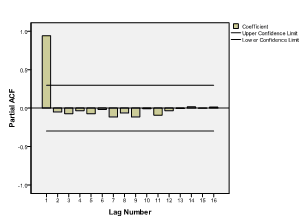 Coefficient
Upper Confidence Limit
Lower Confidence Limit
1.0
0.5
0.0
-0.5
-1.0
Partial ACF
1 2 3 4 5 6 7 8 9 10 11 12 13 14 15 16
Lag Number